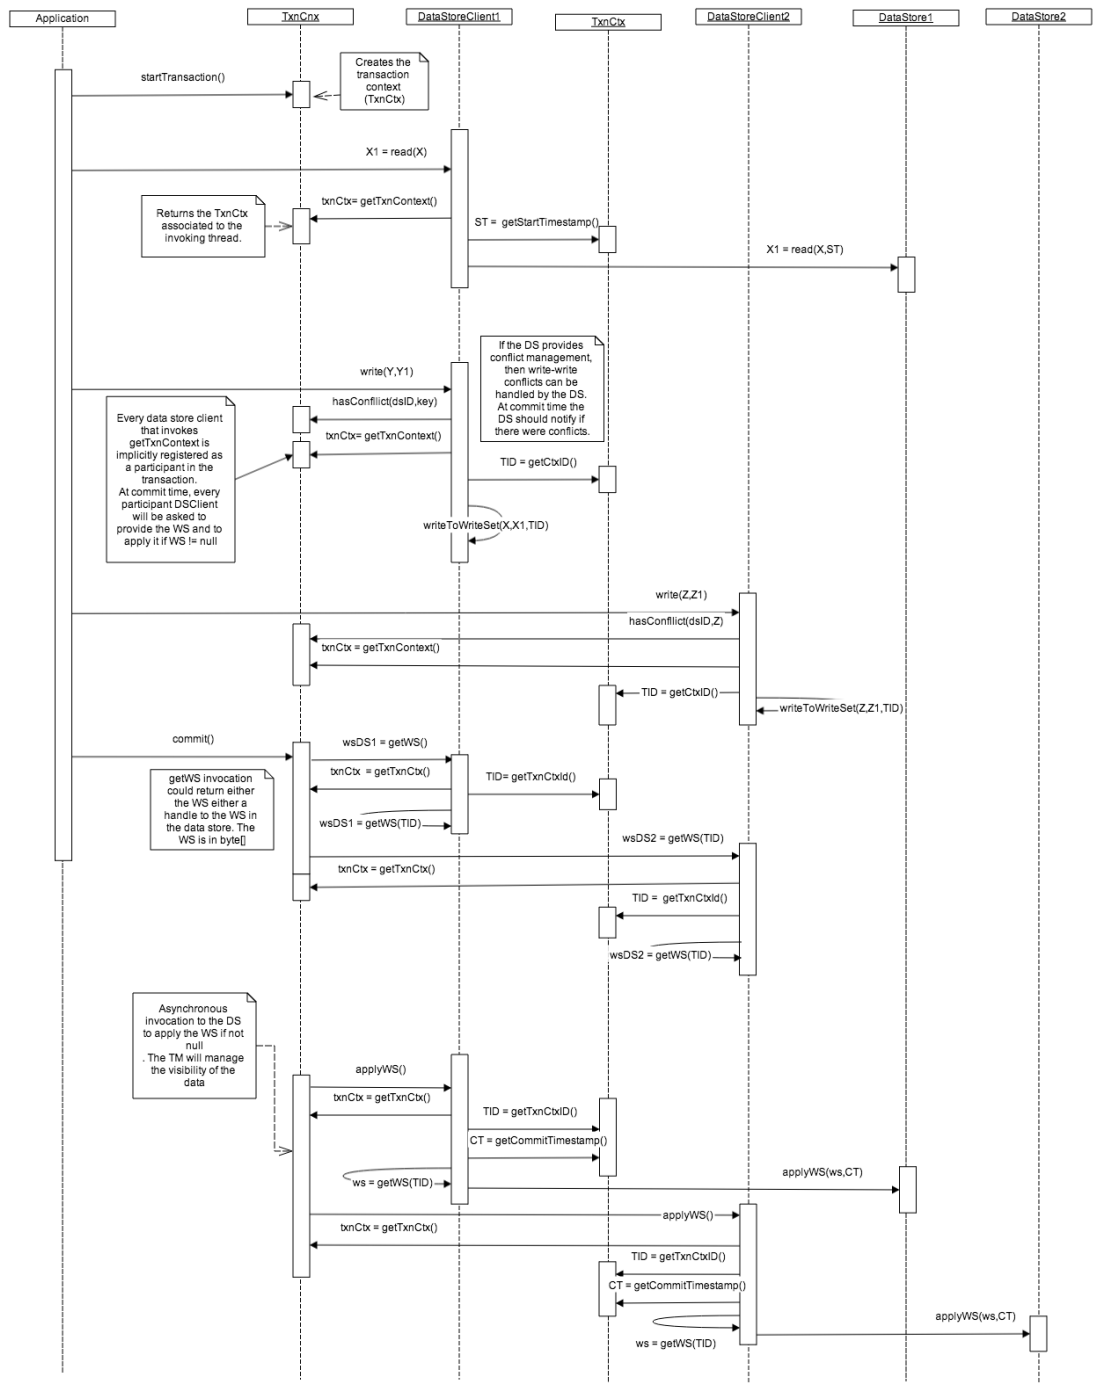 Application
TxnCnx
DataStoreClient1
TxnCtx
DataStoreClient2
DataStore1
DataStore2
startTransaction()
Creates the
transaction
context
(TxnCtx)
X1 = read(X)
txnCtx= getTxnContext()
Returns the TxnCtx
associated to the
invoking thread.
ST = getStartTimestamp()
X1 = read(X,ST)
If the DS provides
conflict management,
then write-write
conflicts can be
handled by the DS.
At commit time the
DS should notify if
there were conflicts.
write(Y,Y1)
hasConfllict(dsID,key)
txnCtx= getTxnContext()
Every data store client
that invokes
getTxnContext is
implicitly registered as
a participant in the
transaction.
At commit time, every
participant DSClient
will be asked to
provide the WS and to
apply it if WS != null
TID = getCtxID()
writeToWriteSet(X,X1,TID)
write(Z,Z1)
hasConfllict(dsID,Z)
txnCtx = getTxnContext()
TID = getCtxID()
writeToWriteSet(Z,Z1,TID)
commit()
wsDS1 = getWS()
txnCtx = getTxnCtx()
TID= getTxnCtxId()
getWS invocation
could return either
the WS either a
handle to the WS in
the data store. The
WS is in byte[]
wsDS1 = getWS(TID)
wsDS2 = getWS(TID)
txnCtx = getTxnCtx()
TID = getTxnCtxId()
wsDS2 = getWS(TID)
Asynchronous
invocation to the DS
to apply the WS if not
null
. The TM will manage
the visibility of the
data
applyWS()
txnCtx = getTxnCtx()
TID = getTxnCtxID()
CT = getCommitTimestamp()
ws = getWS(TID)
applyWS(ws,CT)
applyWS()
txnCtx = getTxnCtx()
TID = getTxnCtxID()
CT = getCommitTimestamp()
applyWS(ws,CT)
ws = getWS(TID)